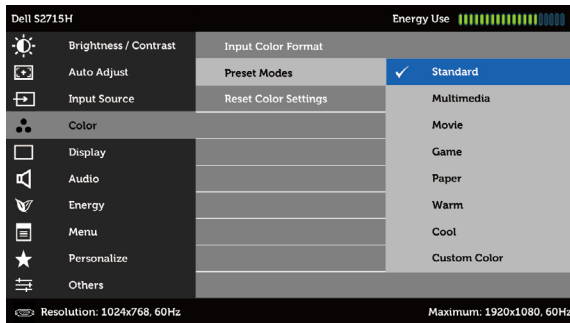 Dell S2715H
Energy Use
Brightness / Contrast
Auto Adjust
Input Source
Color
Display
Audio
Energy
Menu
Personalize
Others
Input Color Format
Preset Modes
Reset Color Settings
✓ Standard
Multimedia
Movie
Game
Paper
Warm
Cool
Custom Color
Resolution: 1024x768, 60Hz
Maximum: 1920x1080, 60Hz